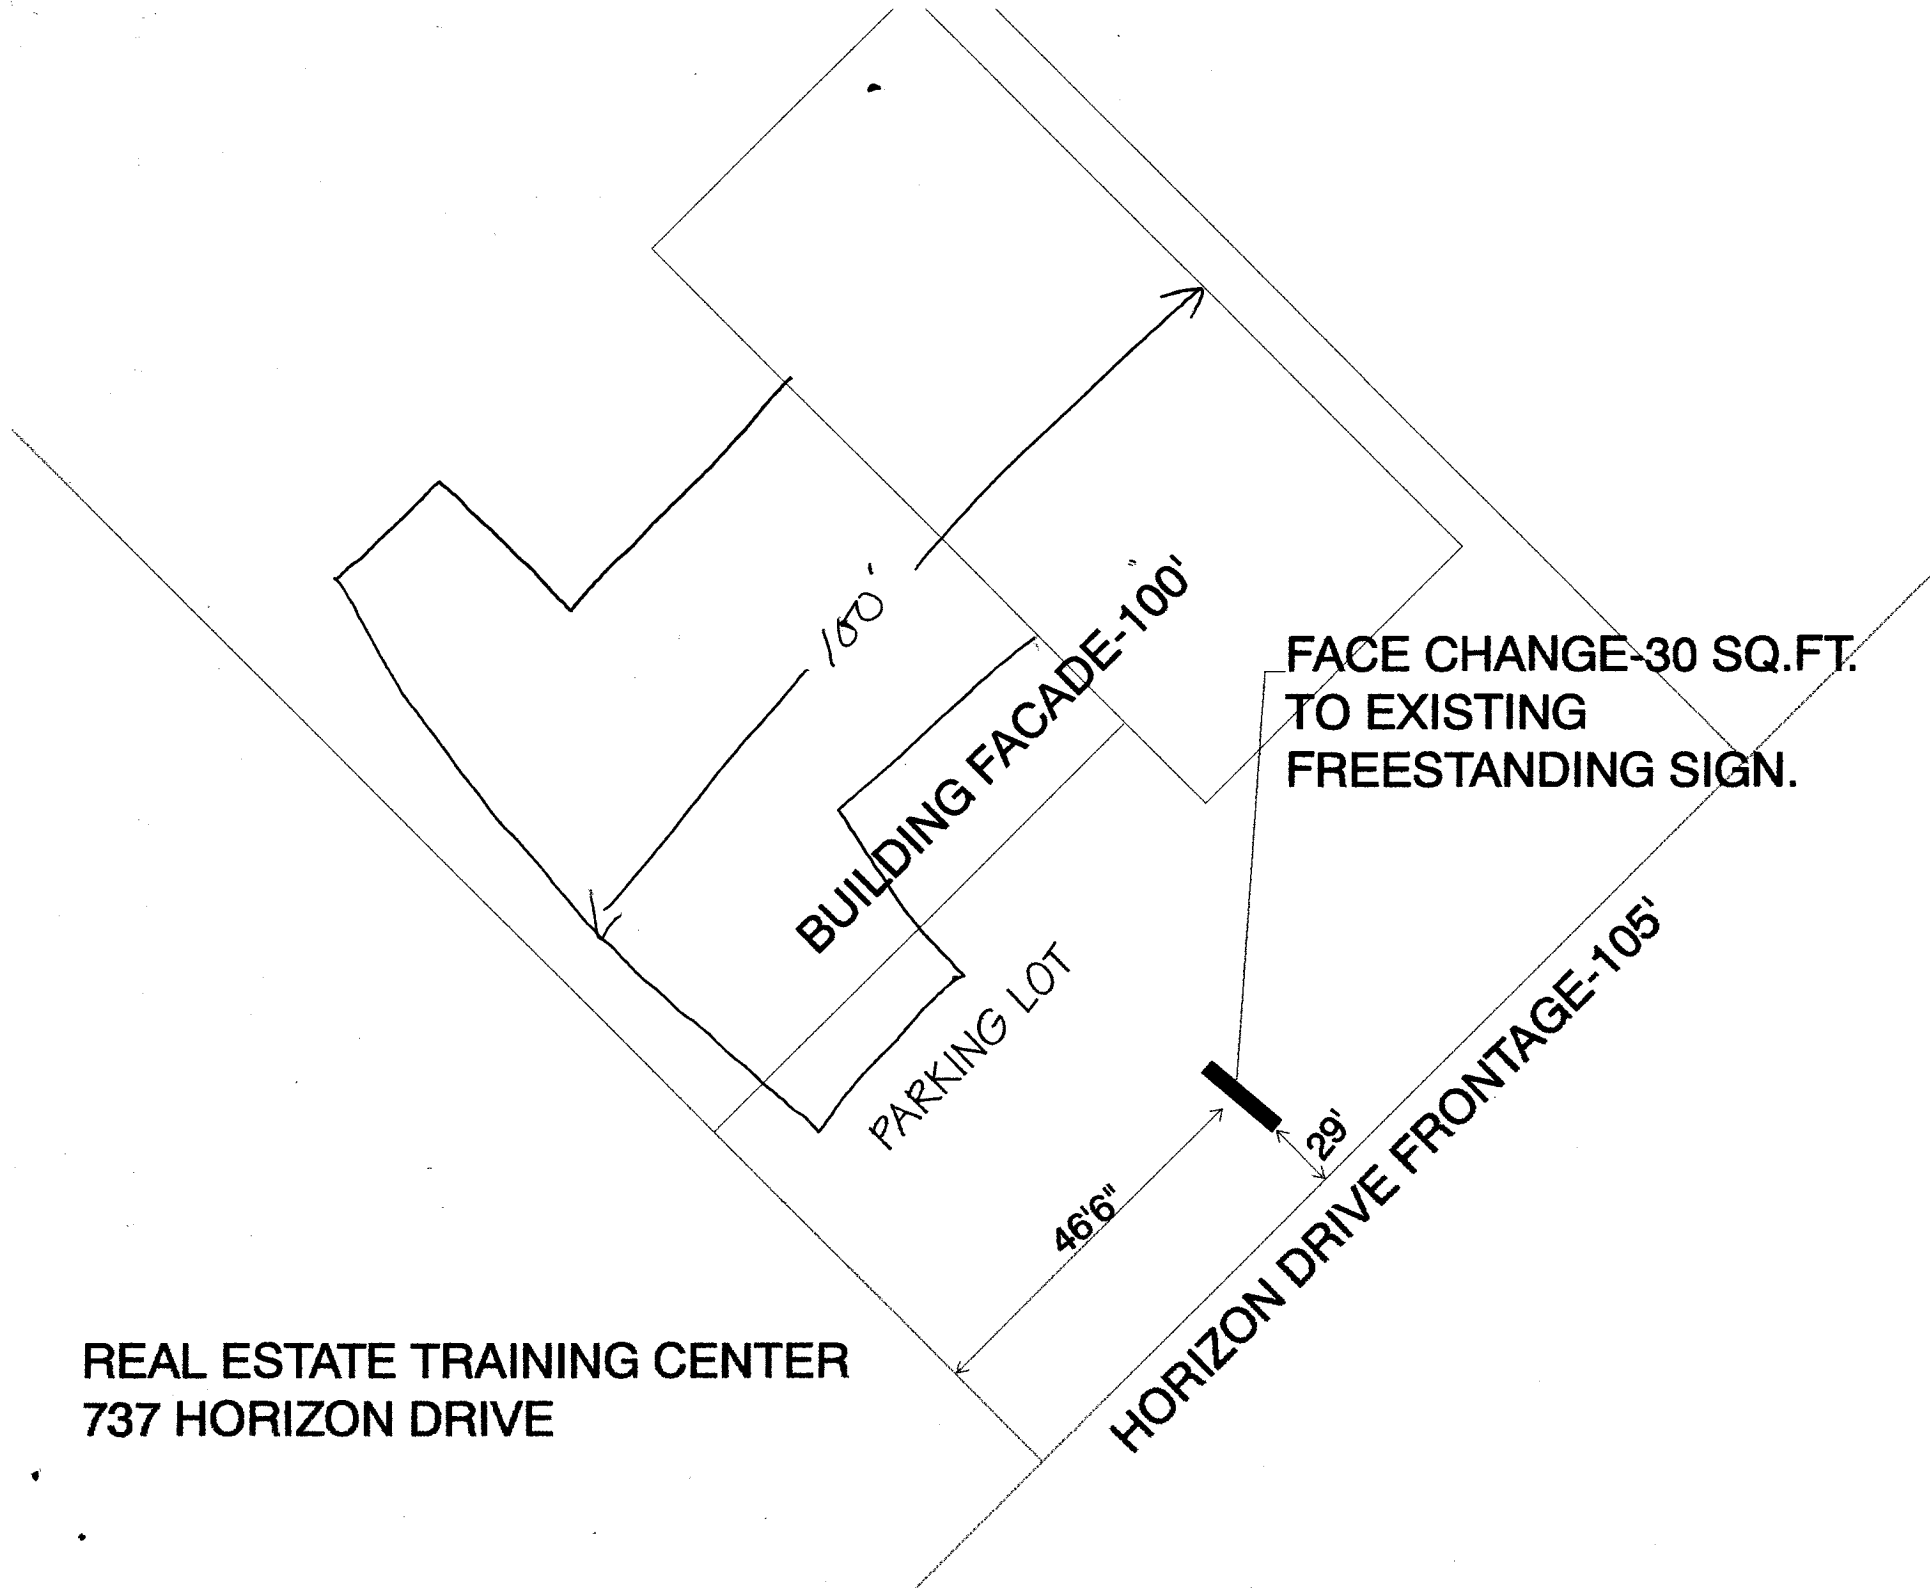 100'
BUILDING FACADE-100'
FACE CHANGE-30 SQ.FT.
TO EXISTING
FREESTANDING SIGN.
PARKING LOT
29'
46'6"
HORIZON DRIVE FRONTAGE-105'
REAL ESTATE TRAINING CENTER
737 HORIZON DRIVE